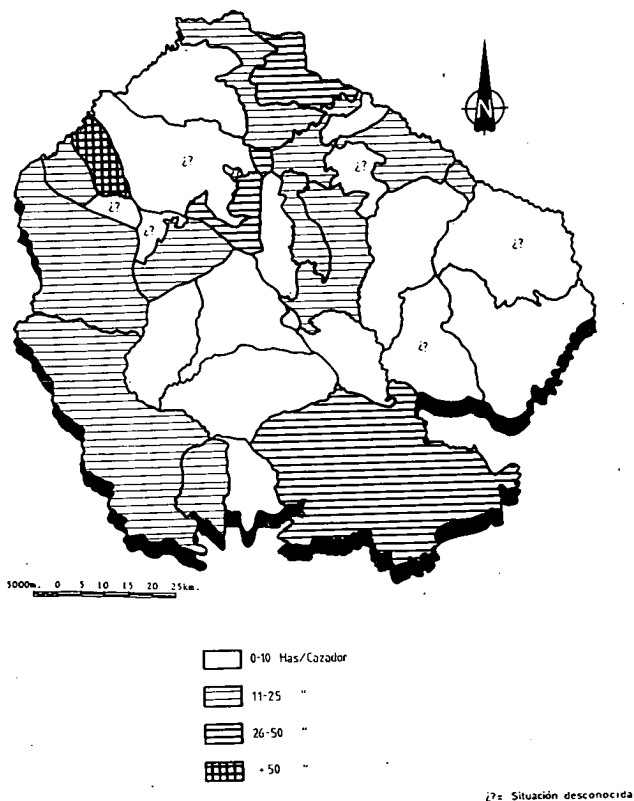 N
¿?
¿?
¿?
¿?
¿?
¿?
5000m. 0 5 10 15 20 25km.
0-10 Has/Cazador
11-25 "
26-50 "
+50 "
¿?= Situación desconocida